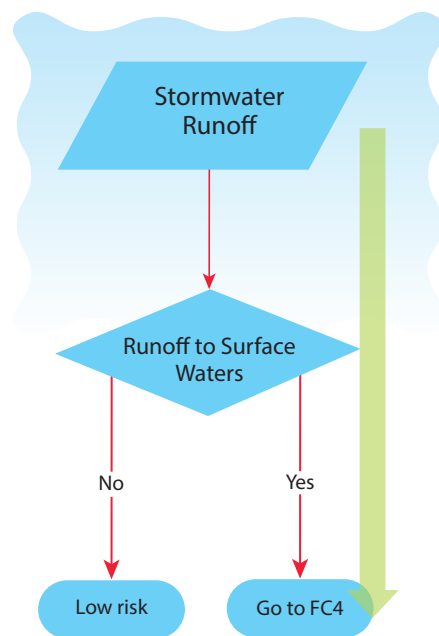 Stormwater
Runoff
Runoff to Surface
Waters
No
Yes
Low risk
Go to FC4